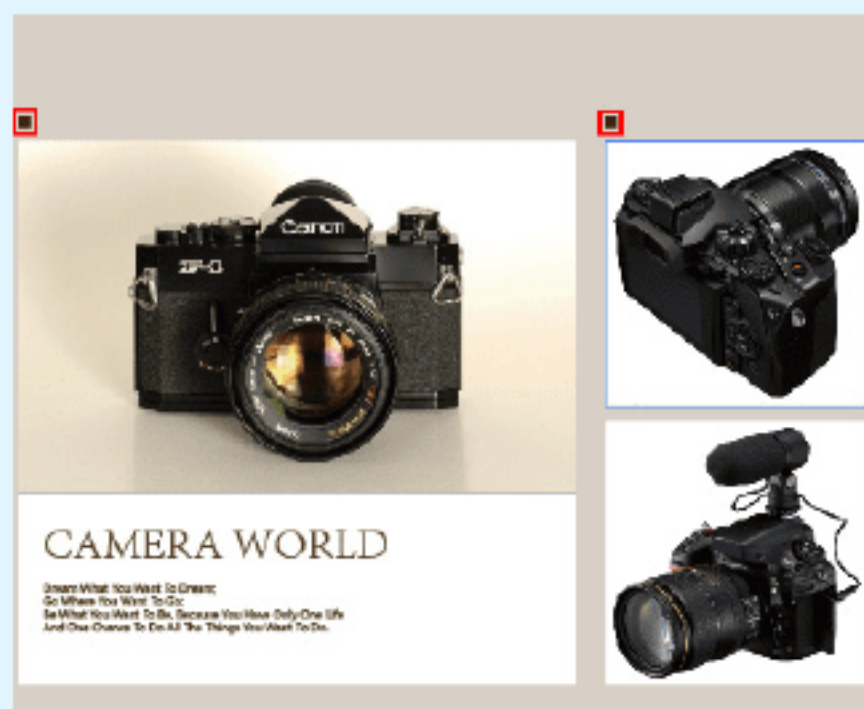 Canon
F-1
CAMERA WORLD
Dream What You Want To Dream;
Go Where You Want To Go;
Be What You Want To Be, Because You Have Only One Life
And One Chance To Do All The Things You Want To Do.